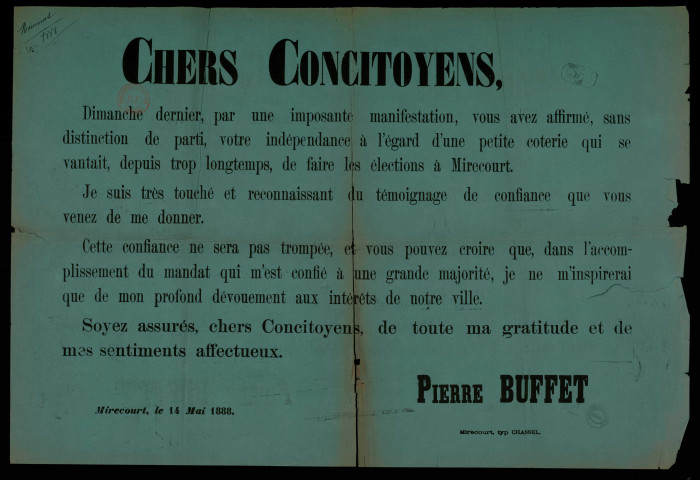 1888
CHERS CONCITOYENS,
Dimanche dernier, par une imposante manifestation, vous avez affirmé, sans
distinction de parti, votre indépendance à l'égard d'une petite coterie qui se
vantait, depuis trop longtemps, de faire les élections à Mirecourt.
Je suis très touché et reconnaissant du témoignage de confiance que vous
venez de me donner.
Cette confiance ne sera pas trompée, et vous pouvez croire que, dans l'accom-
plissement du mandat qui m'est confié à une grande majorité, je ne m'inspirerai
que de mon profond dévouement aux intérêts de notre ville.
Soyez assurés, chers Concitoyens, de toute ma gratitude et de
mes sentiments affectueux.
PIERRE BUFFET
Mirecourt, le 14 Mai 1888.
Mirecourt, typ CHASSEL.